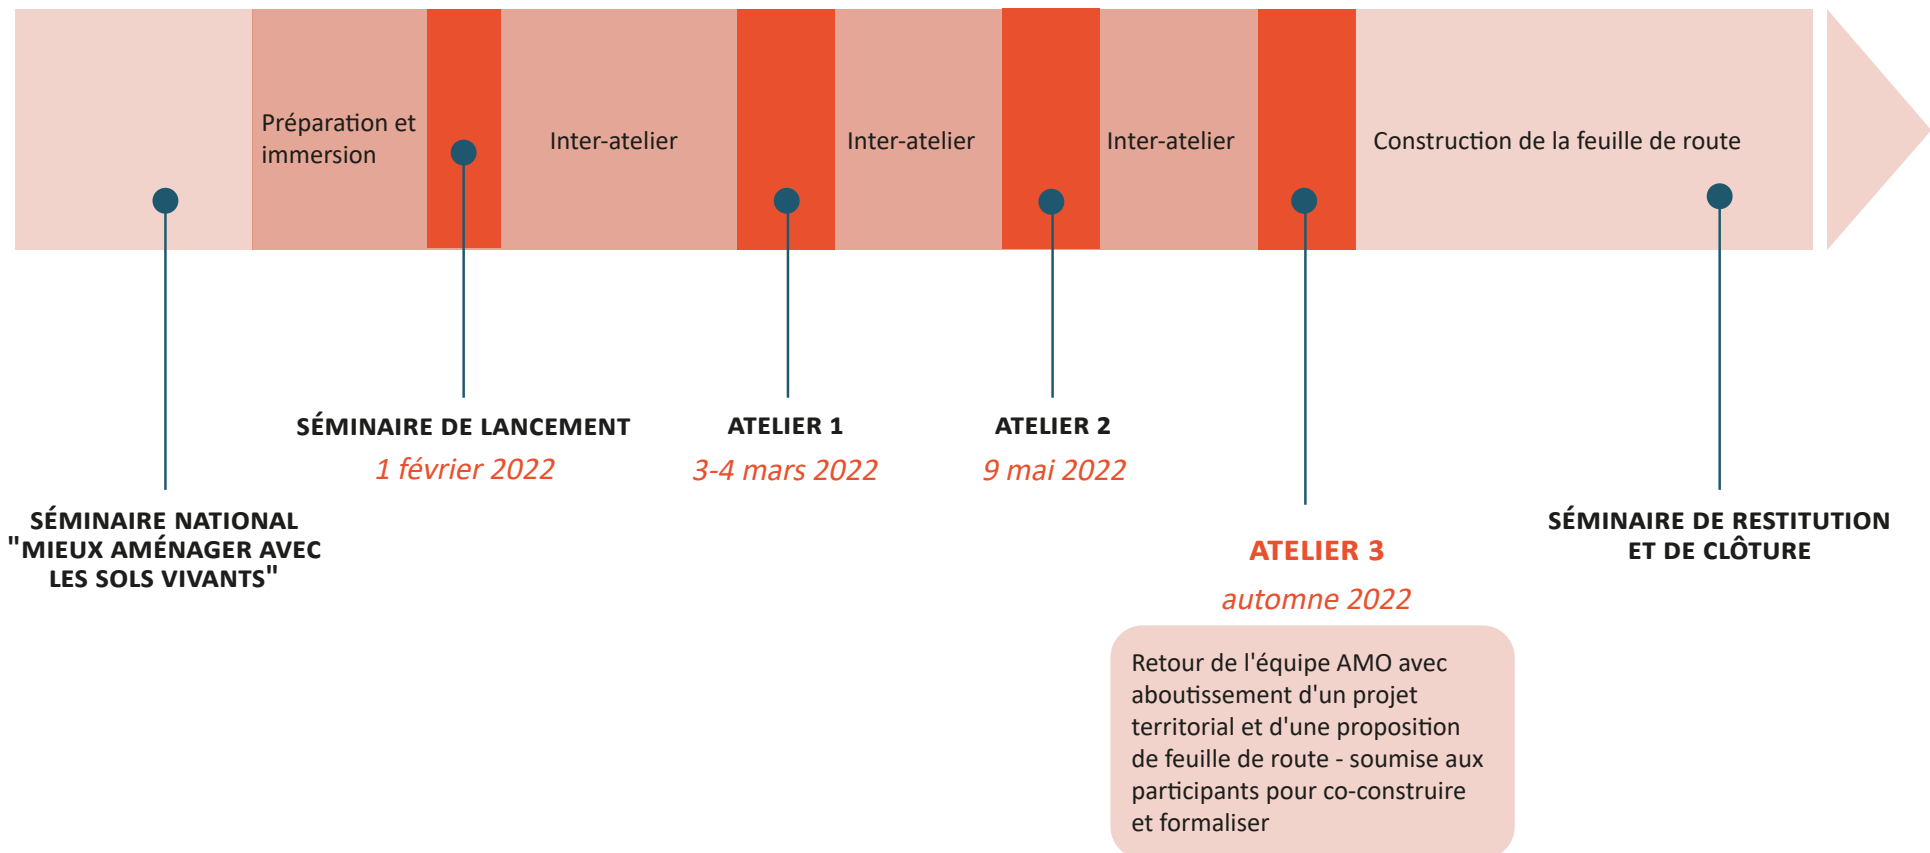 Préparation et
immersion
Inter-atelier
Inter-atelier
Inter-atelier
Construction de la feuille de route
SÉMINAIRE NATIONAL
"MIEUX AMÉNAGER AVEC
LES SOLS VIVANTS"
SÉMINAIRE DE LANCEMENT
1 février 2022
ATELIER 1
3-4 mars 2022
ATELIER 2
9 mai 2022
ATELIER 3
automne 2022
Retour de l'équipe AMO avec
aboutissement d'un projet
territorial et d'une proposition
de feuille de route - soumise aux
participants pour co-construire
et formaliser
SÉMINAIRE DE RESTITUTION
ET DE CLÔTURE